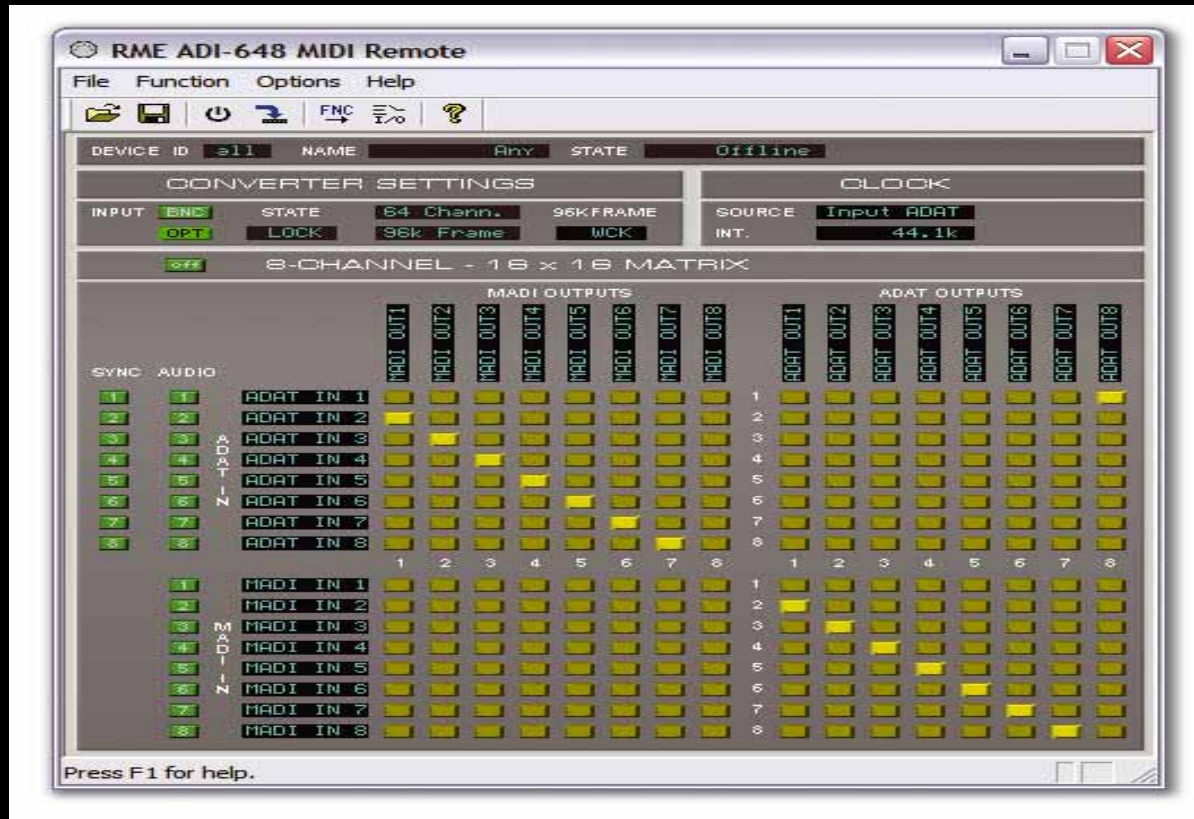 RME ADI-648 MIDI Remote
File Function Options Help
FNC I/O ?
DEVICE ID all NAME Any STATE Offline
CONVERTER SETTINGS CLOCK
INPUT BNC STATE 64 Chann. 96K FRAME SOURCE Input ADAT
OPT LOCK 96k Frame WCK INT. 44.1k
off 8-CHANNEL - 16 x 16 MATRIX
MADI OUTPUTS ADAT OUTPUTS
MADI OUT1 MADI OUT2 MADI OUT3 MADI OUT4 MADI OUT5 MADI OUT6 MADI OUT7 MADI OUT8 ADAT OUT1 ADAT OUT2 ADAT OUT3 ADAT OUT4 ADAT OUT5 ADAT OUT6 ADAT OUT7 ADAT OUT8
SYNC AUDIO
ADAT IN
1 1 ADAT IN 1 1
2 2 ADAT IN 2 2
3 3 ADAT IN 3 3
4 4 ADAT IN 4 4
5 5 ADAT IN 5 5
6 6 ADAT IN 6 6
7 7 ADAT IN 7 7
8 8 ADAT IN 8 8
1 2 3 4 5 6 7 8 1 2 3 4 5 6 7 8
MADI IN
1 MADI IN 1 1
2 MADI IN 2 2
3 MADI IN 3 3
4 MADI IN 4 4
5 MADI IN 5 5
6 MADI IN 6 6
7 MADI IN 7 7
8 MADI IN 8 8
Press F1 for help.